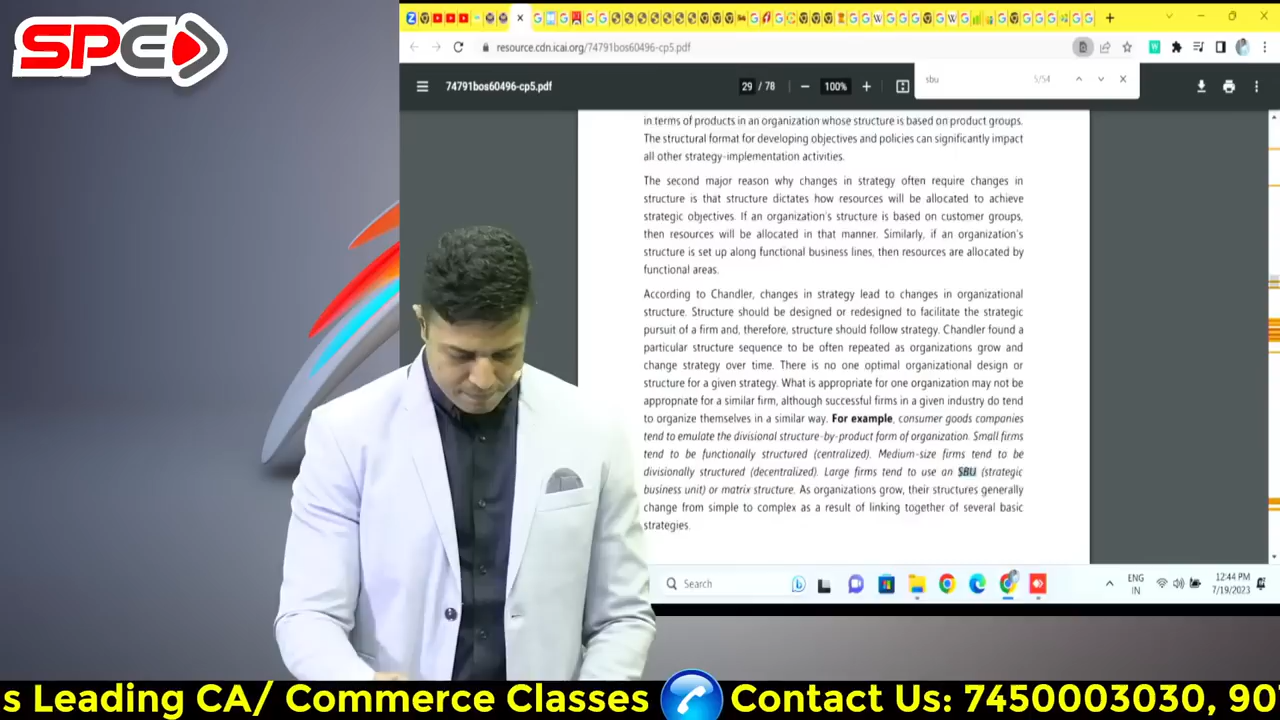 SPC
resource.cdn.icai.org/74791bos60496-cp5.pdf
sbu
5/54
74791bos60496-cp5.pdf
29 / 78
100%
in terms of products in an organization whose structure is based on product groups.
The structural format for developing objectives and policies can significantly impact
all other strategy-implementation activities.
The second major reason why changes in strategy often require changes in
structure is that structure dictates how resources will be allocated to achieve
strategic objectives. If an organization's structure is based on customer groups,
then resources will be allocated in that manner. Similarly, if an organization's
structure is set up along functional business lines, then resources are allocated by
functional areas.
According to Chandler, changes in strategy lead to changes in organizational
structure. Structure should be designed or redesigned to facilitate the strategic
pursuit of a firm and, therefore, structure should follow strategy. Chandler found a
particular structure sequence to be often repeated as organizations grow and
change strategy over time. There is no one optimal organizational design or
structure for a given strategy. What is appropriate for one organization may not be
appropriate for a similar firm, although successful firms in a given industry do tend
to organize themselves in a similar way. For example, consumer goods companies
tend to emulate the divisional structure-by-product form of organization. Small firms
tend to be functionally structured (centralized). Medium-size firms tend to be
divisionally structured (decentralized). Large firms tend to use an SBU (strategic
business unit) or matrix structure. As organizations grow, their structures generally
change from simple to complex as a result of linking together of several basic
strategies.
Search
ENG
IN
12:44 PM
7/19/2023
s Leading CA/ Commerce Classes
Contact Us: 7450003030, 90